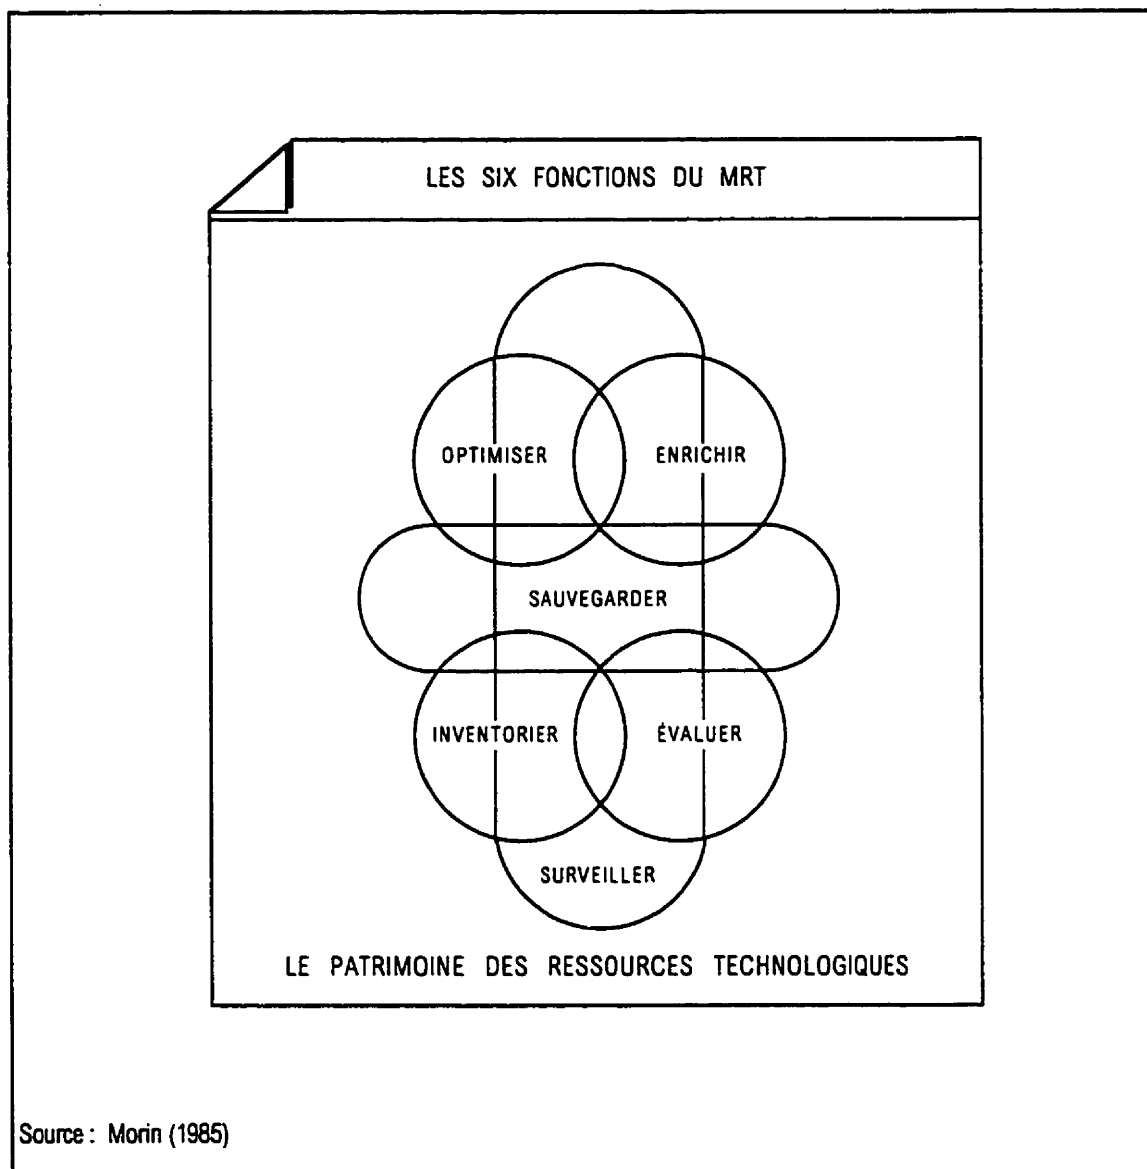 LES SIX FONCTIONS DU MRT
OPTIMISER ENRICHIR
SAUVEGARDER
INVENTORIER ÉVALUER
SURVEILLER
LE PATRIMOINE DES RESSOURCES TECHNOLOGIQUES
Source : Morin (1985)